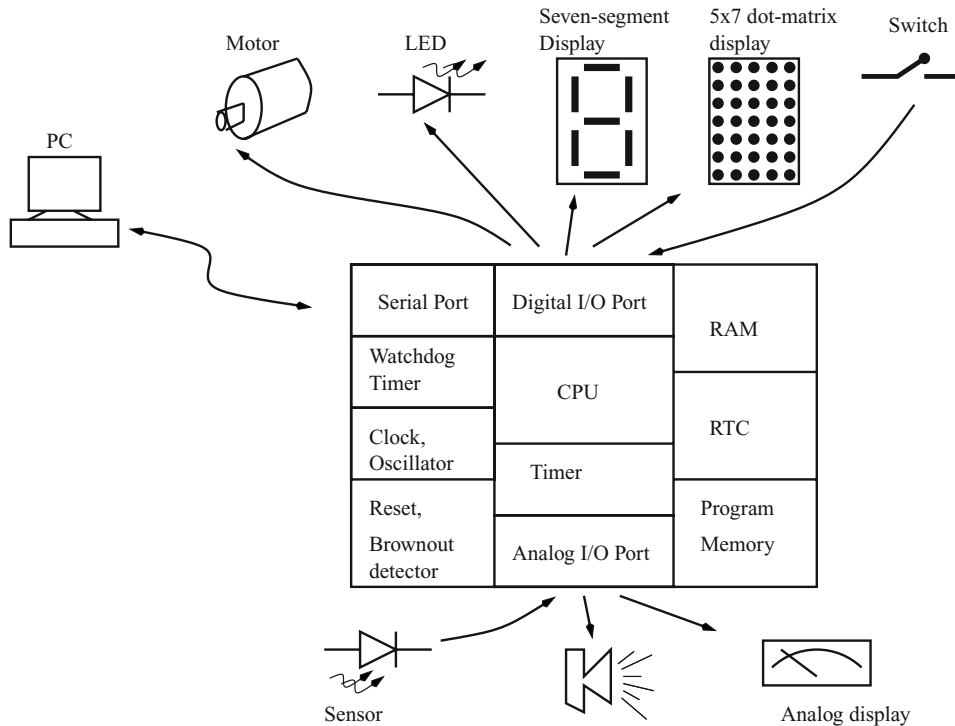 Seven-segment
Display
5x7 dot-matrix
display
Switch
Motor
LED
PC
Serial Port
Digital I/O Port
RAM
Watchdog
Timer
CPU
RTC
Clock,
Oscillator
Timer
Reset,
Brownout
detector
Program
Memory
Analog I/O Port
Sensor
Analog display